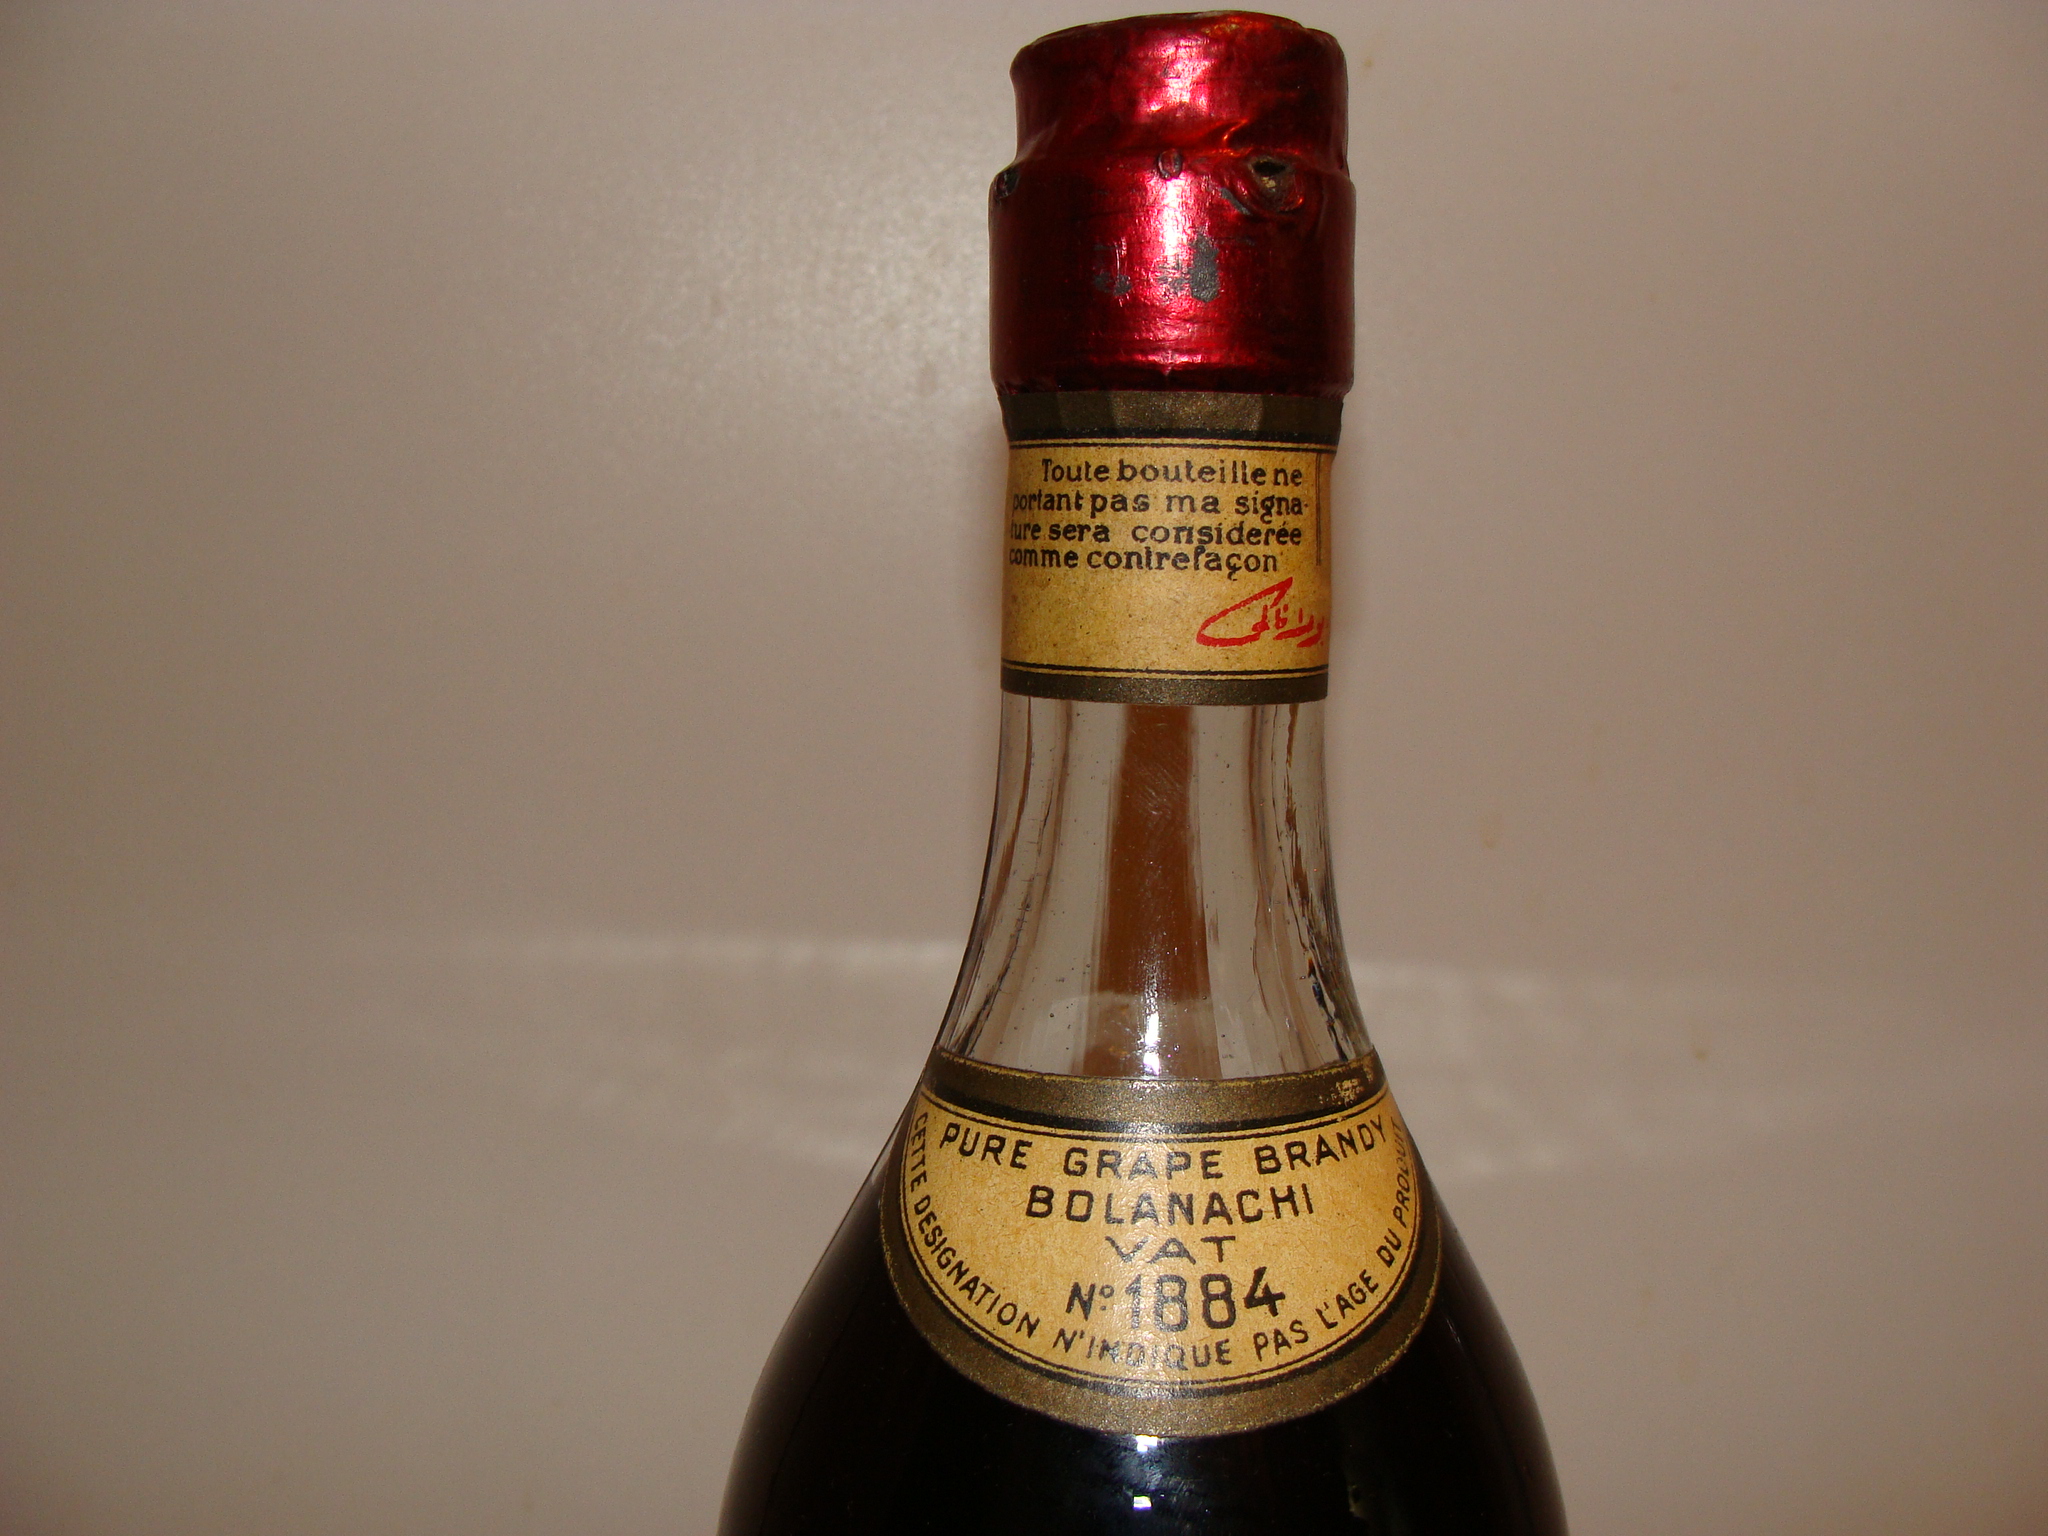 Toute bouteille ne
portant pas ma signa-
ture sera considerée
comme contrefaçon
بولاناكي
PURE GRAPE BRANDY
BOLANACHI
VAT
Nº 1884
CETTE DESIGNATION N'INDIQUE PAS L'AGE DU PRODUIT